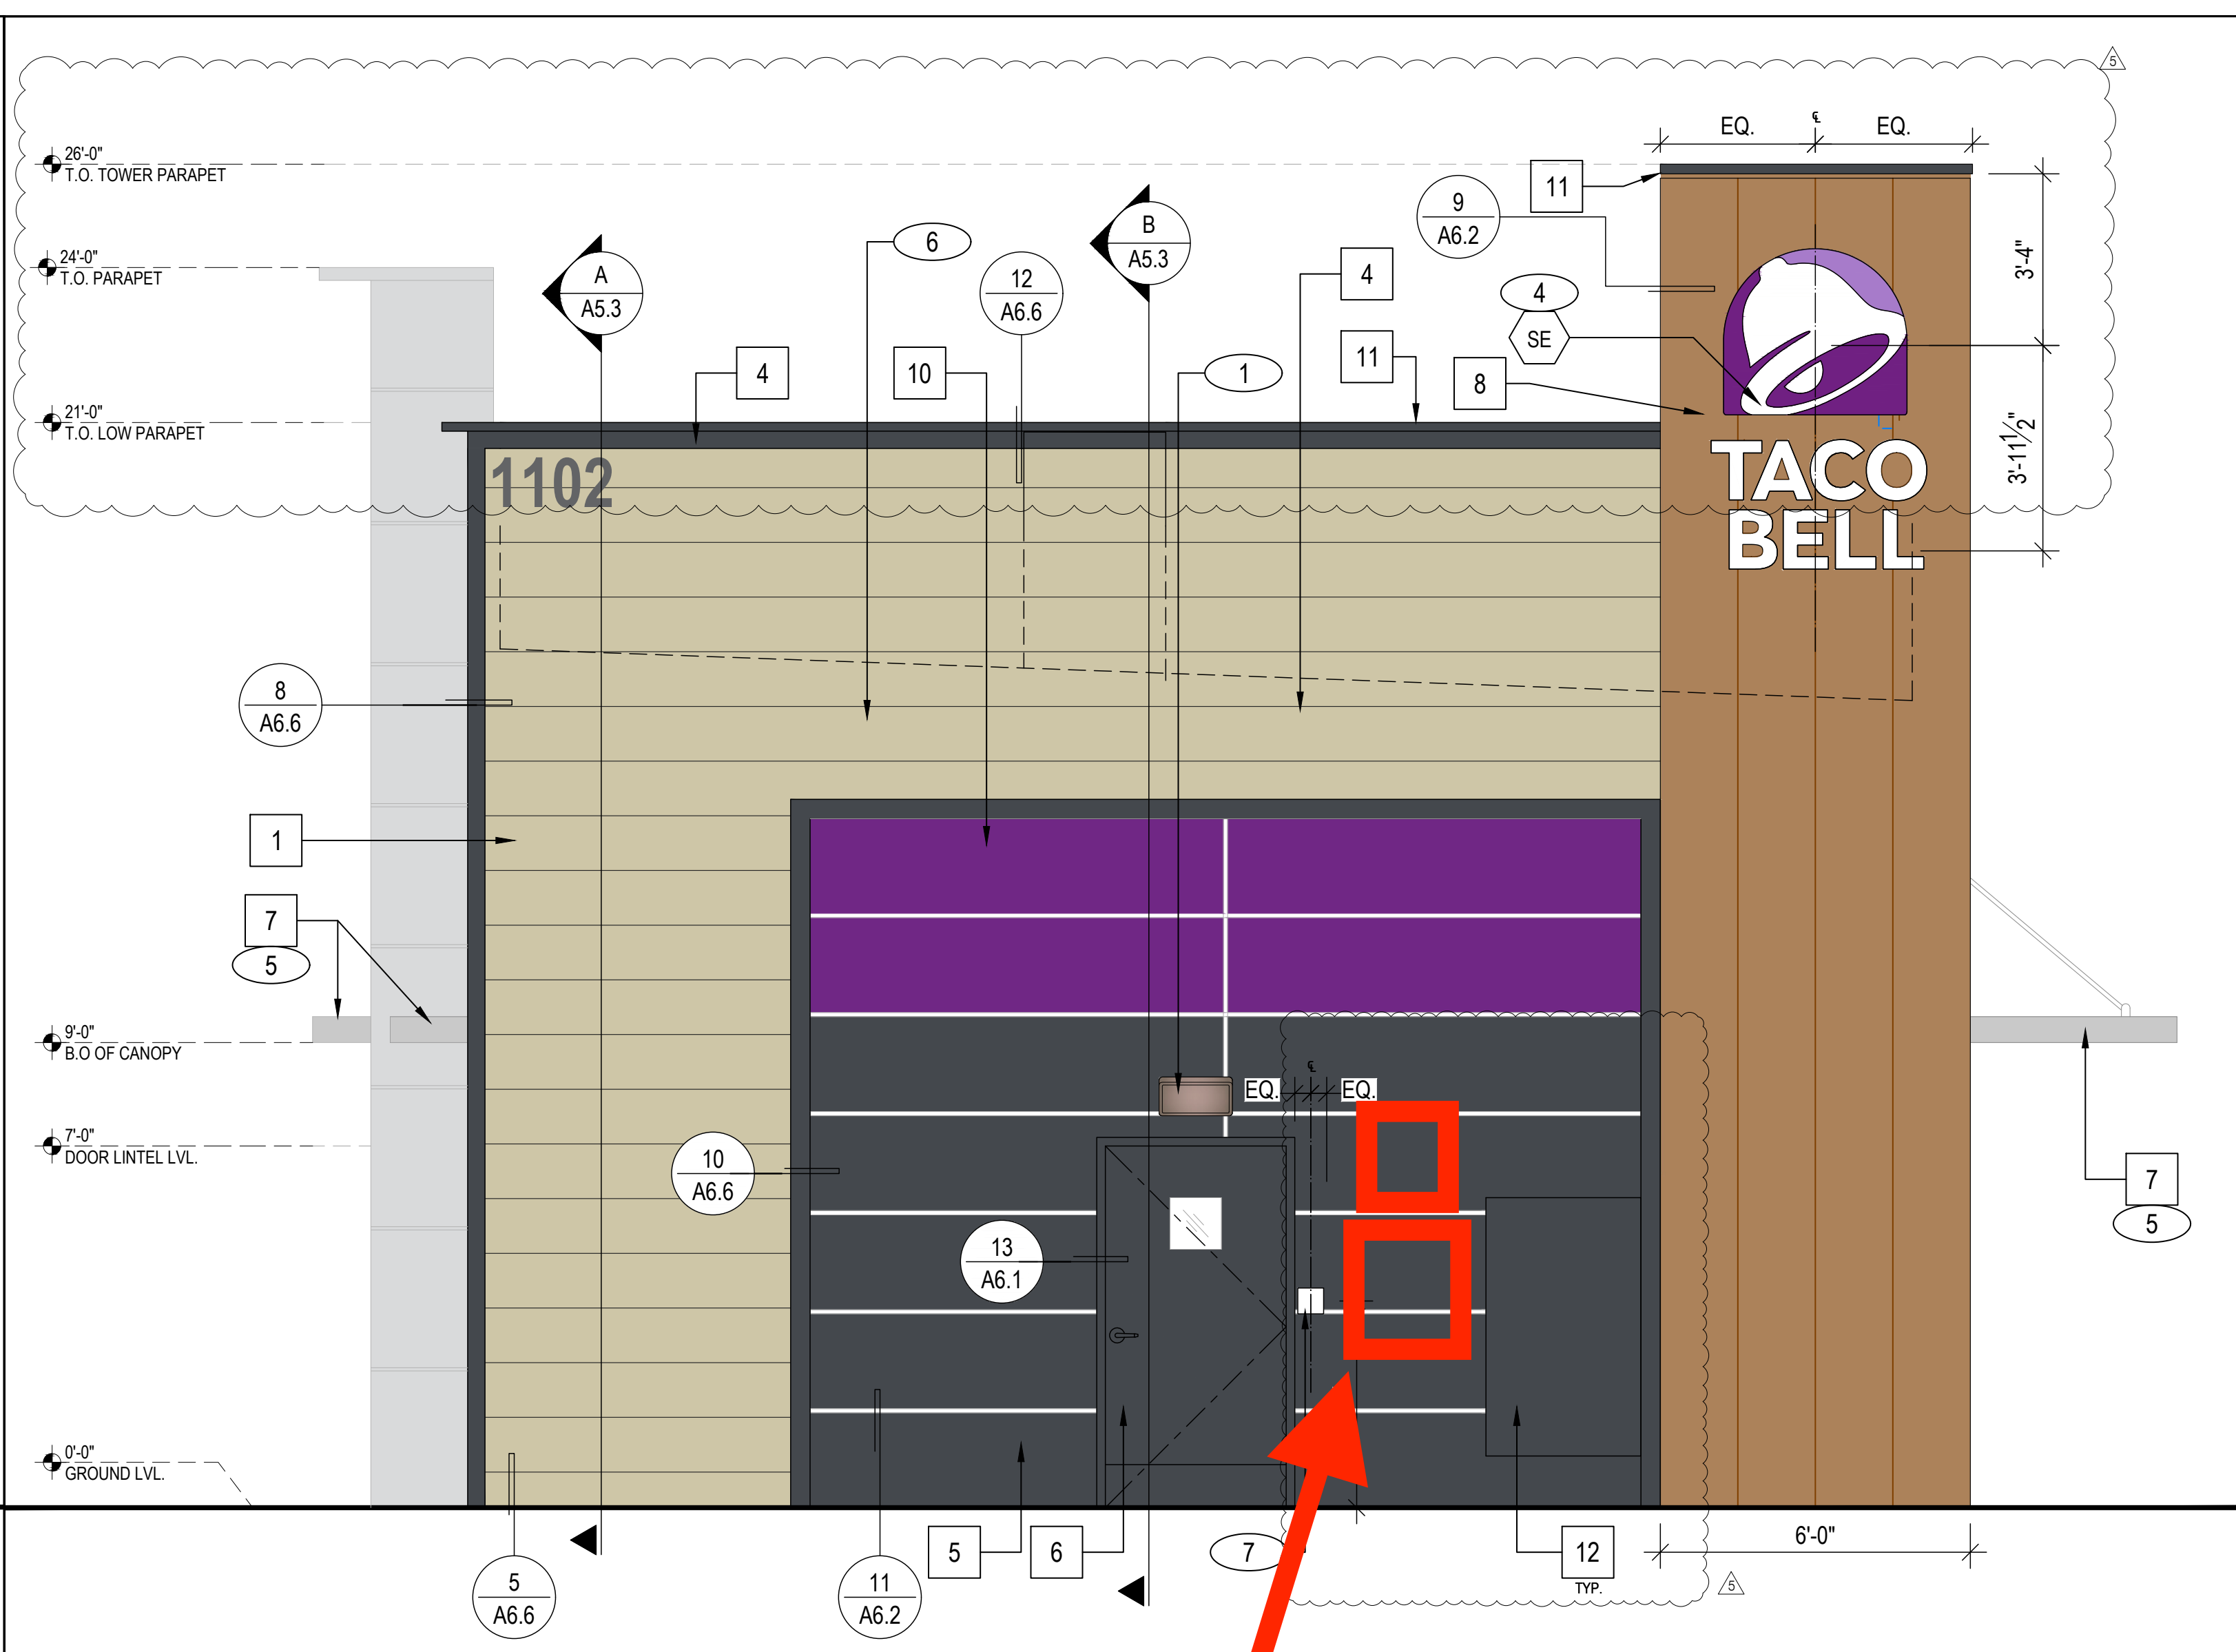 5
EQ.
℄
EQ.
26'-0"
T.O. TOWER PARAPET
11
9
A6.2
B
A5.3
6
24'-0"
T.O. PARAPET
A
A5.3
12
A6.6
4
4
SE
3'-4"
4
10
1
11
8
21'-0"
T.O. LOW PARAPET
1102
TACO
BELL
3'-11 1/2"
8
A6.6
1
7
5
9'-0"
B.O OF CANOPY
EQ.
℄
EQ.
7'-0"
DOOR LINTEL LVL.
10
A6.6
7
5
13
A6.1
0'-0"
GROUND LVL.
5
6
7
12
TYP.
6'-0"
5
5
A6.6
11
A6.2